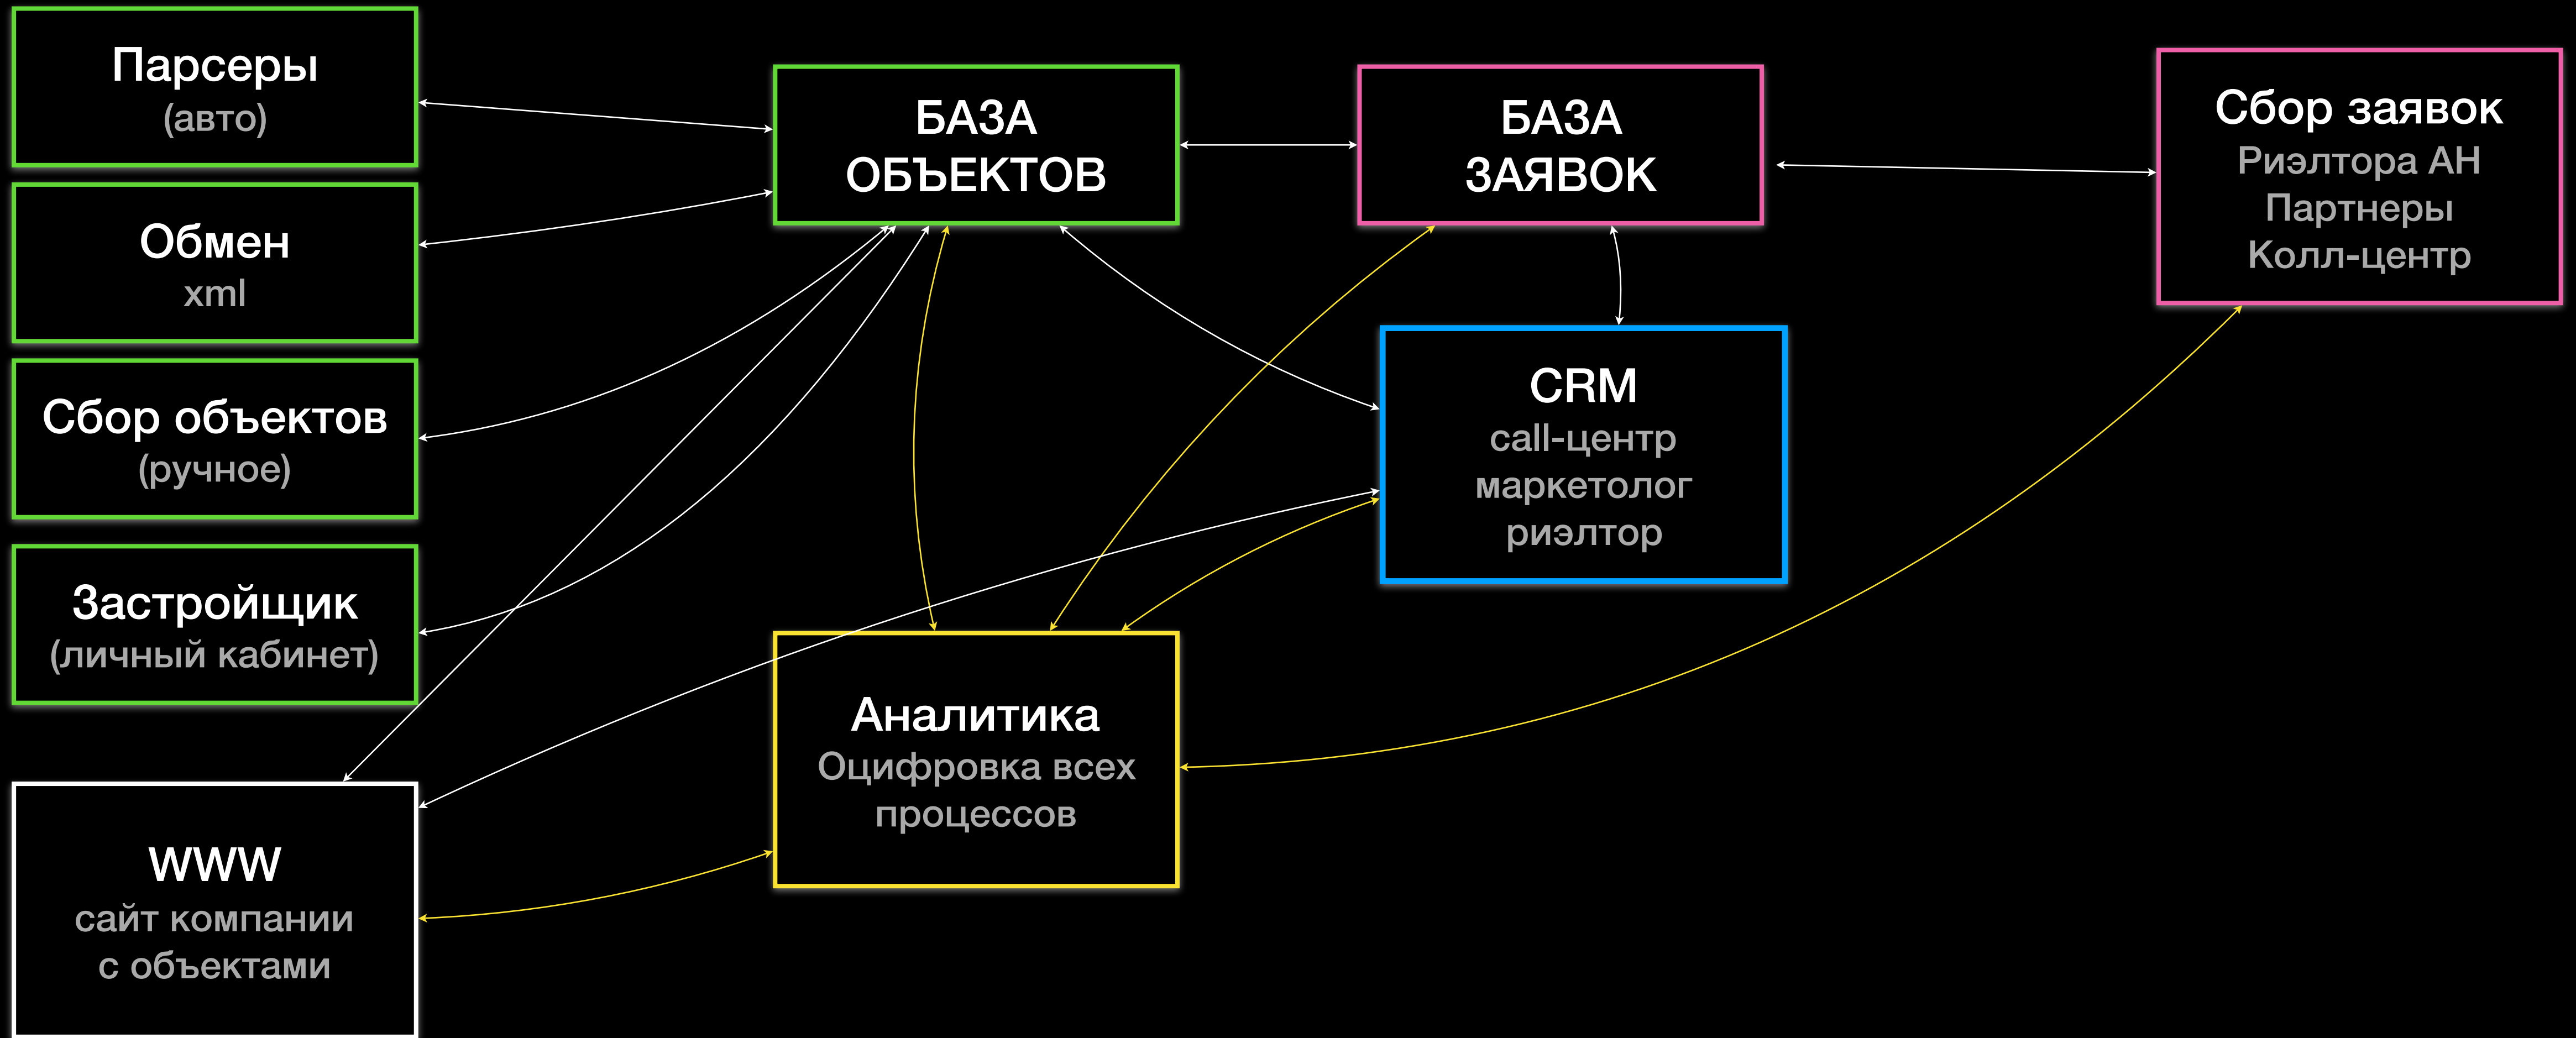 Парсеры
(авто)
Обмен
xml
Сбор объектов
(ручное)
Застройщик
(личный кабинет)
WWW
сайт компании
с объектами
БАЗА
ОБЪЕКТОВ
БАЗА
ЗАЯВОК
Сбор заявок
Риэлтора АН
Партнеры
Колл-центр
CRM
call-центр
маркетолог
риэлтор
Аналитика
Оцифровка всех
процессов